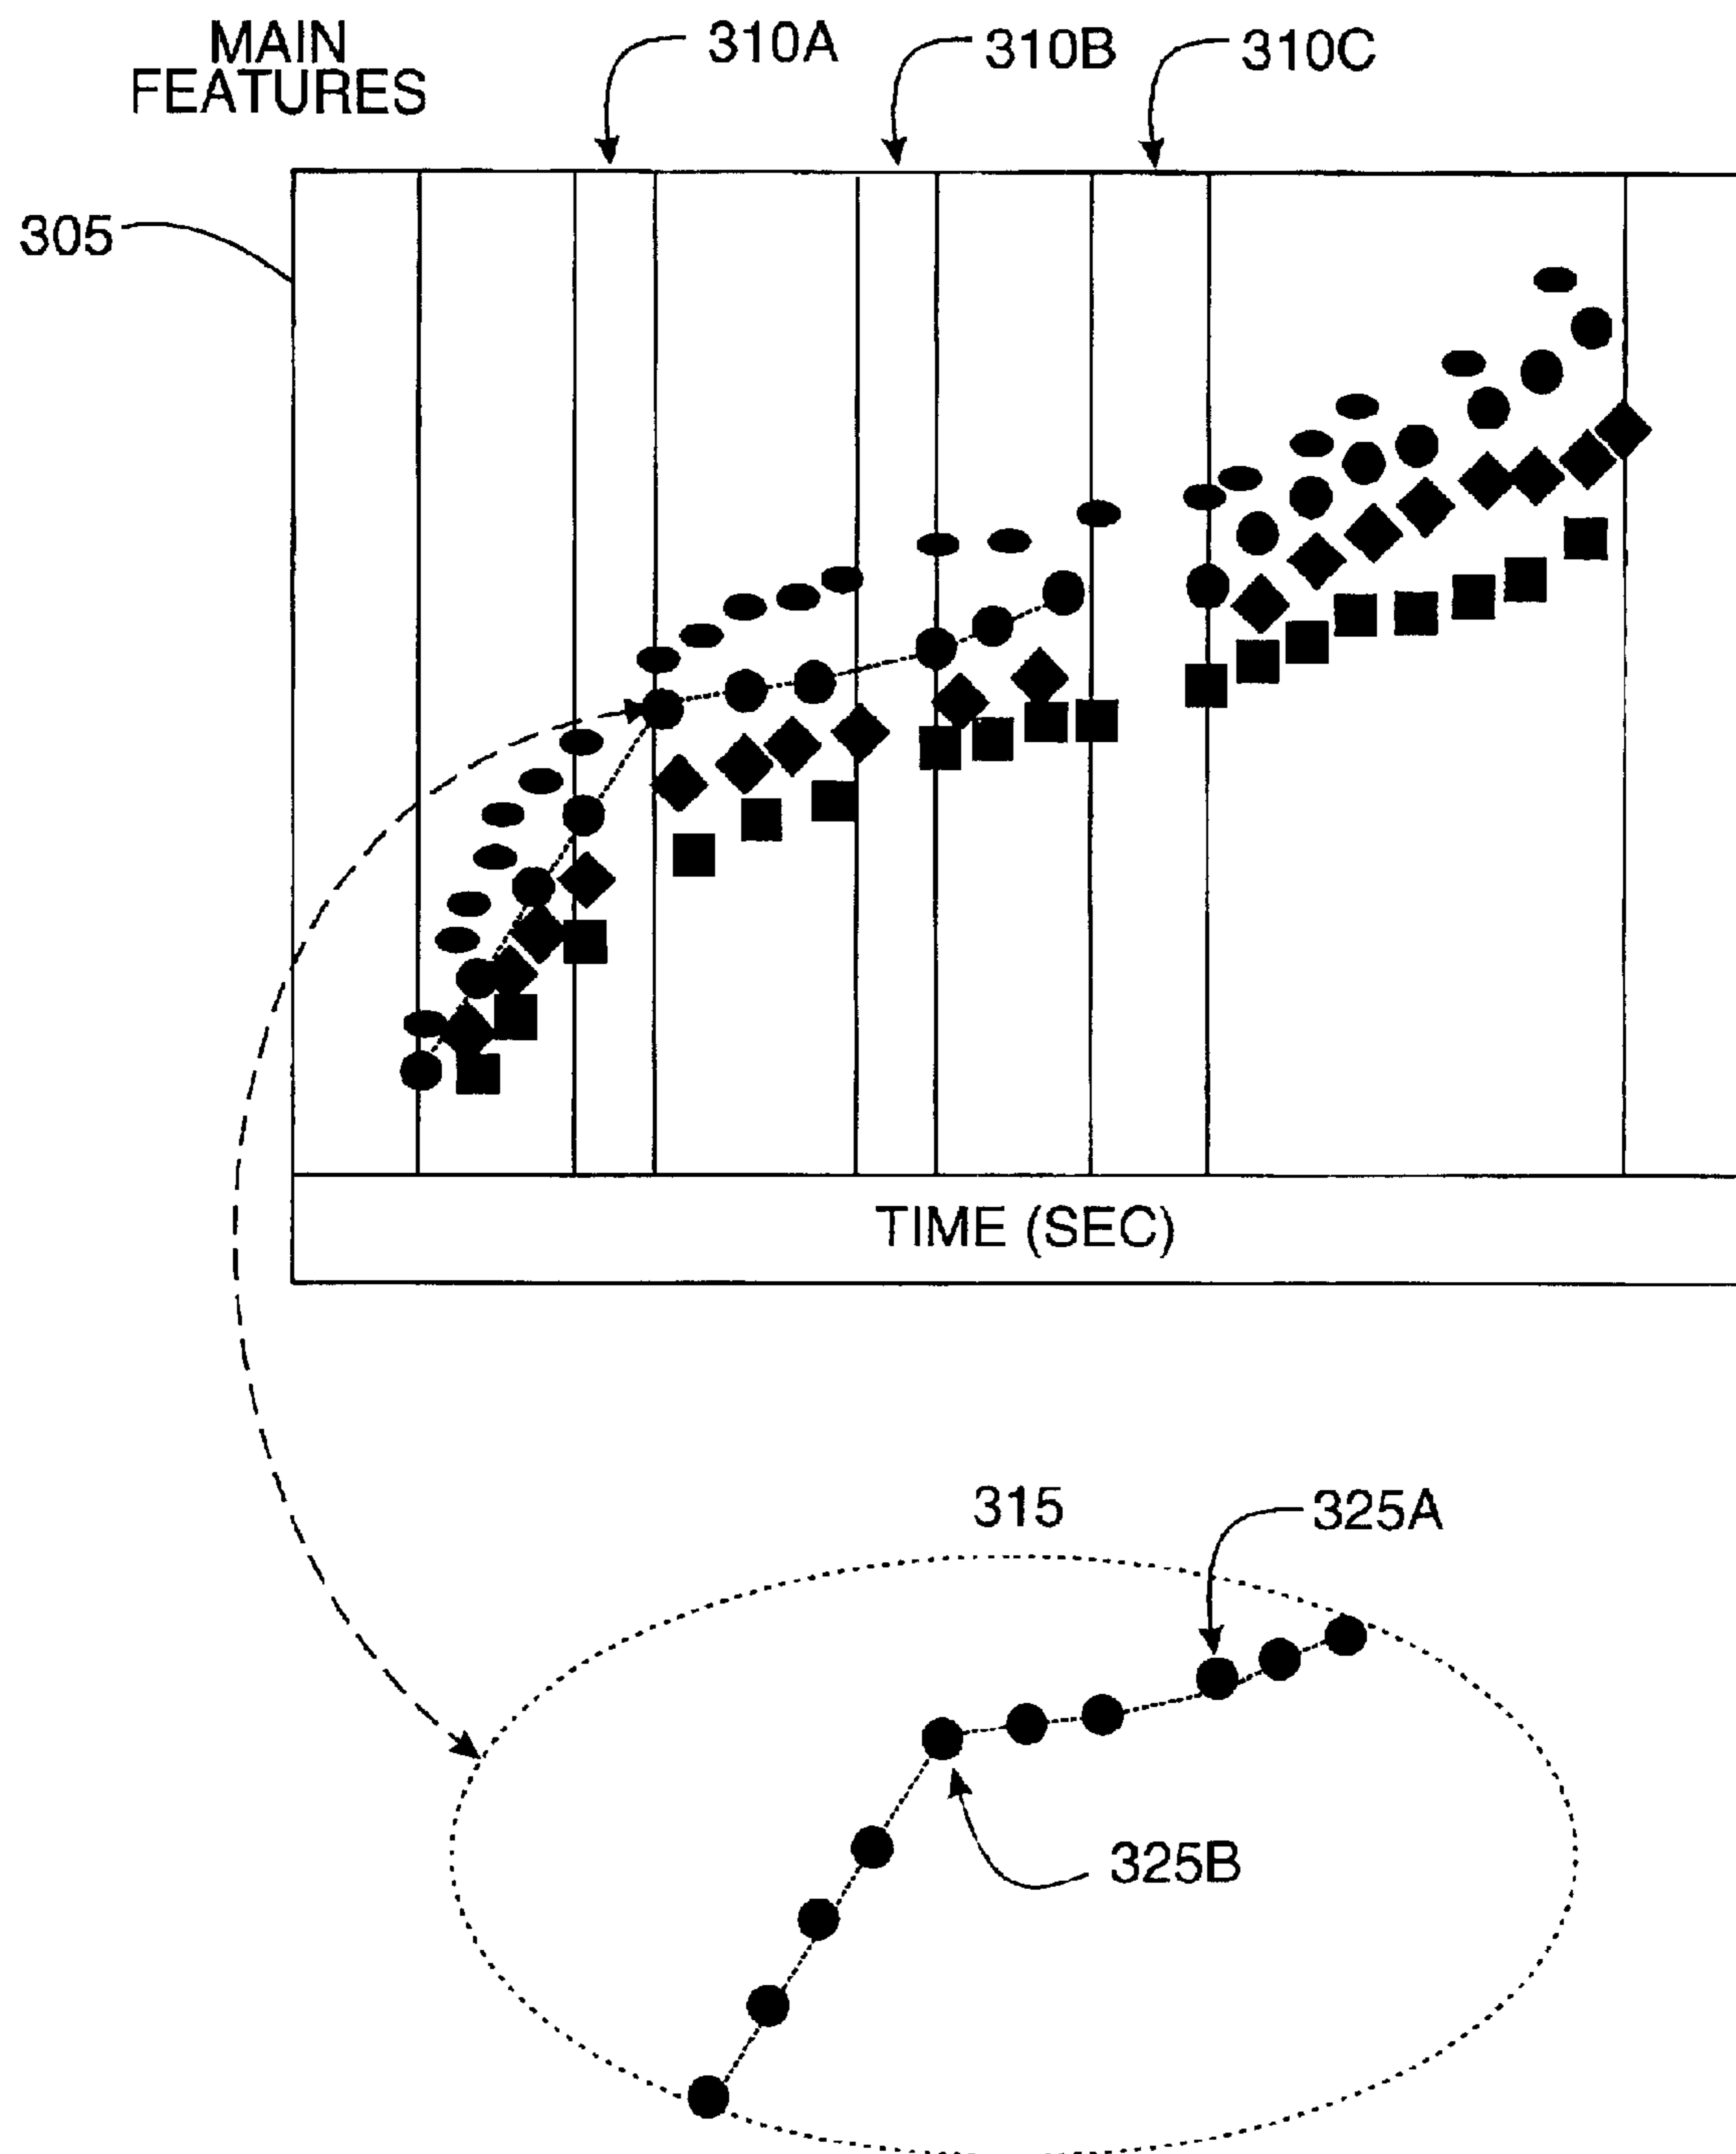 MAIN
FEATURES
310A
310B
310C
305
TIME (SEC)
315
325A
325B